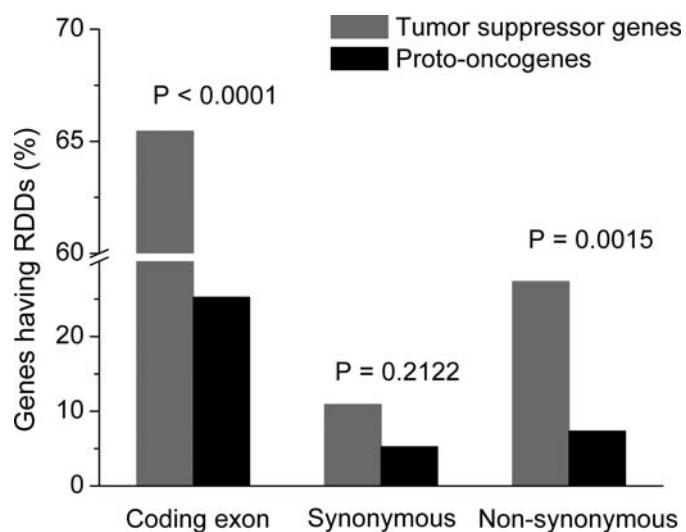 Tumor suppressor genes
Proto-oncogenes
Genes having RDDs (%)
70
65
60
20
10
0
P < 0.0001
P = 0.2122
P = 0.0015
Coding exon
Synonymous
Non-synonymous